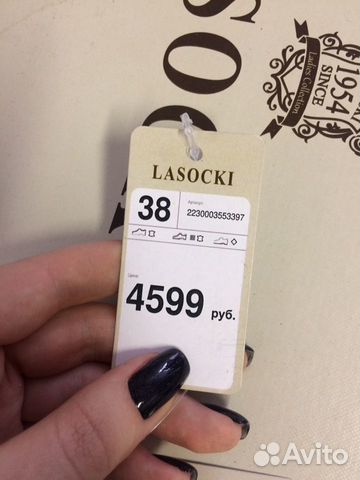 SINCE
1954
Ladies Collection
LASOCKI
38
Артикул:
2230003553397
Цена:
4599 руб.
Avito